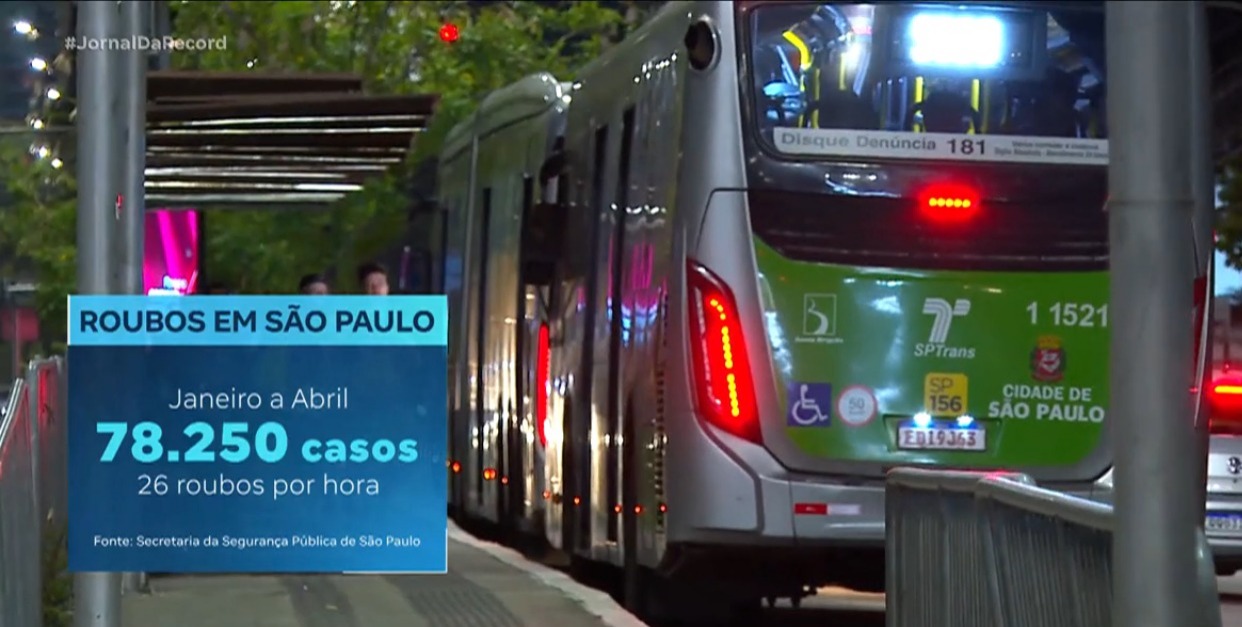 #JornalDaRecord
Disque Denúncia 181
1 1521
SPTrans
50
SP
156
CIDADE DE
SÃO PAULO
EDI9J63
ROUBOS EM SÃO PAULO
Janeiro a Abril
78.250 casos
26 roubos por hora
Fonte: Secretaria da Segurança Pública de São Paulo